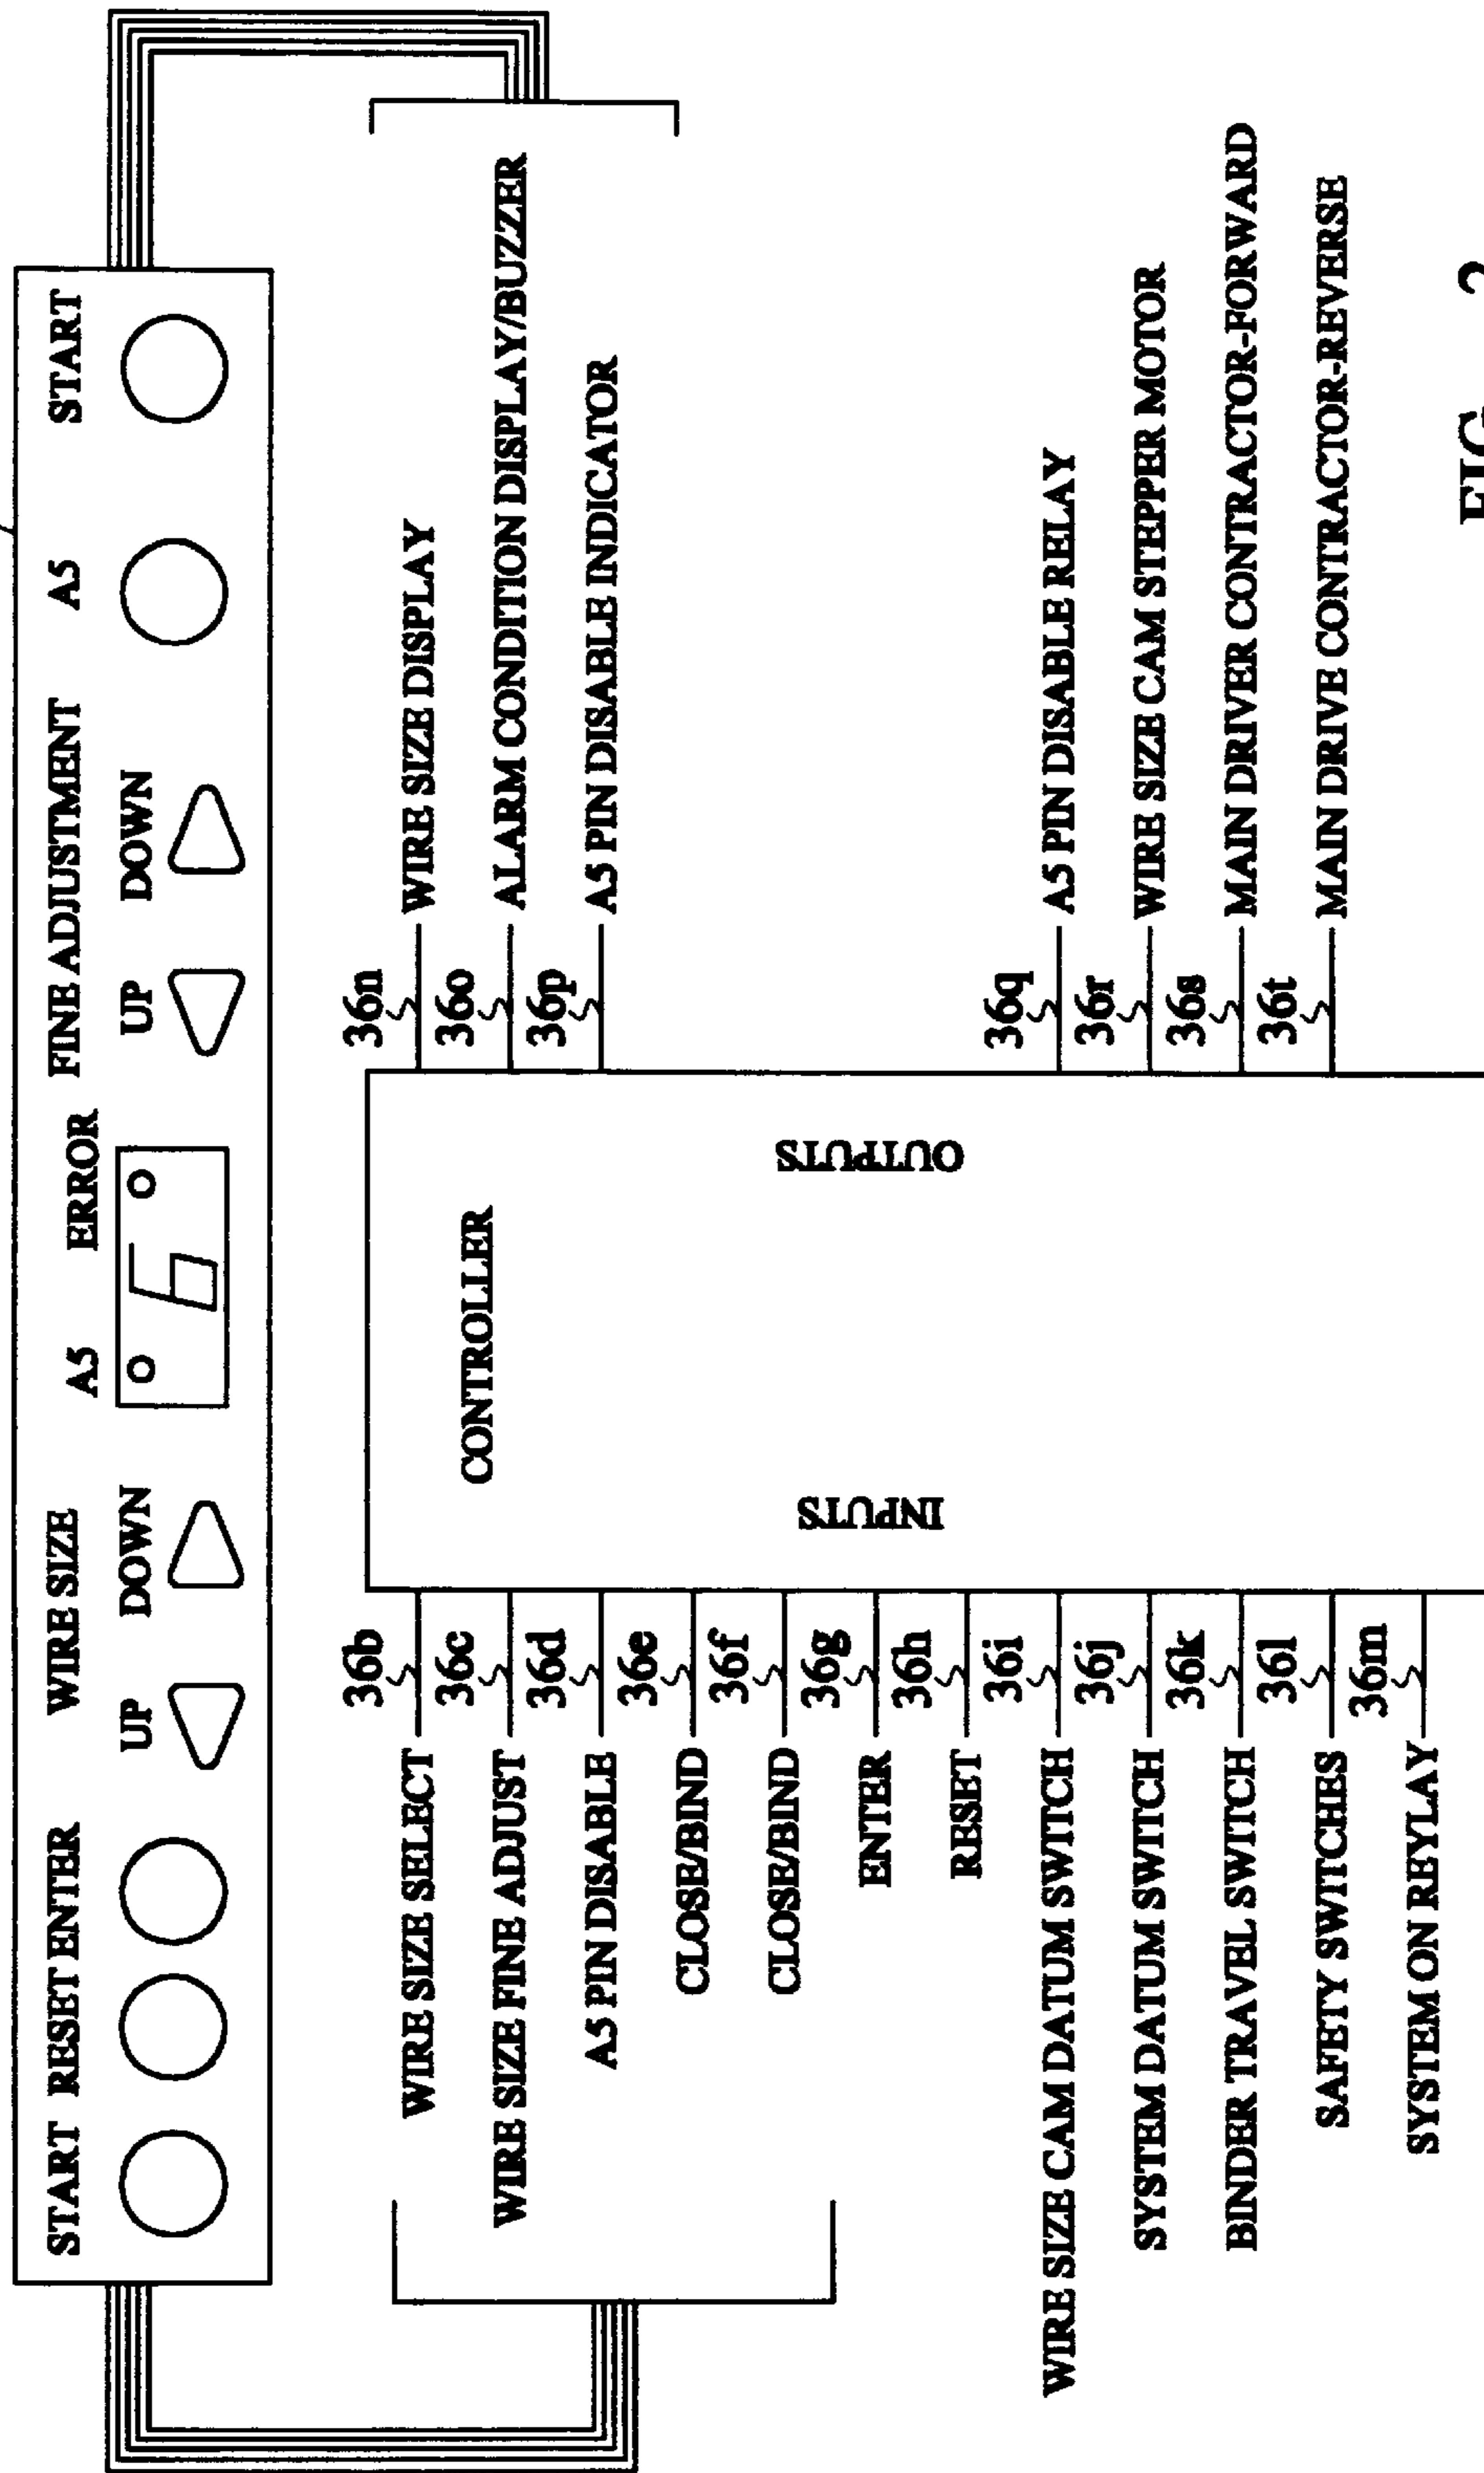 START RESET ENTER WIRE SIZE FINE ADJUSTMENT A5 START
UP DOWN A5 ERROR UP DOWN
6
CONTROLLER
INPUTS
OUTPUTS
36b WIRE SIZE SELECT
36c WIRE SIZE FINE ADJUST
36d A5 PIN DISABLE
36e CLOSE/BIND
36f CLOSE/BIND
36g ENTER
36h RESET
36i WIRE SIZE CAM DATUM SWITCH
36j SYSTEM DATUM SWITCH
36k BINDER TRAVEL SWITCH
36l SAFETY SWITCHES
36m SYSTEM ON REYLAY
36n WIRE SIZE DISPLAY
36o ALARM CONDITION DISPLAY/BUZZER
36p A5 PIN DISABLE INDICATOR
36q A5 PIN DISABLE RELAY
36r WIRE SIZE CAM STEPPER MOTOR
36s MAIN DRIVER CONTRACTOR-FORWARD
36t MAIN DRIVE CONTRACTOR-REVERSE
FIG. 2